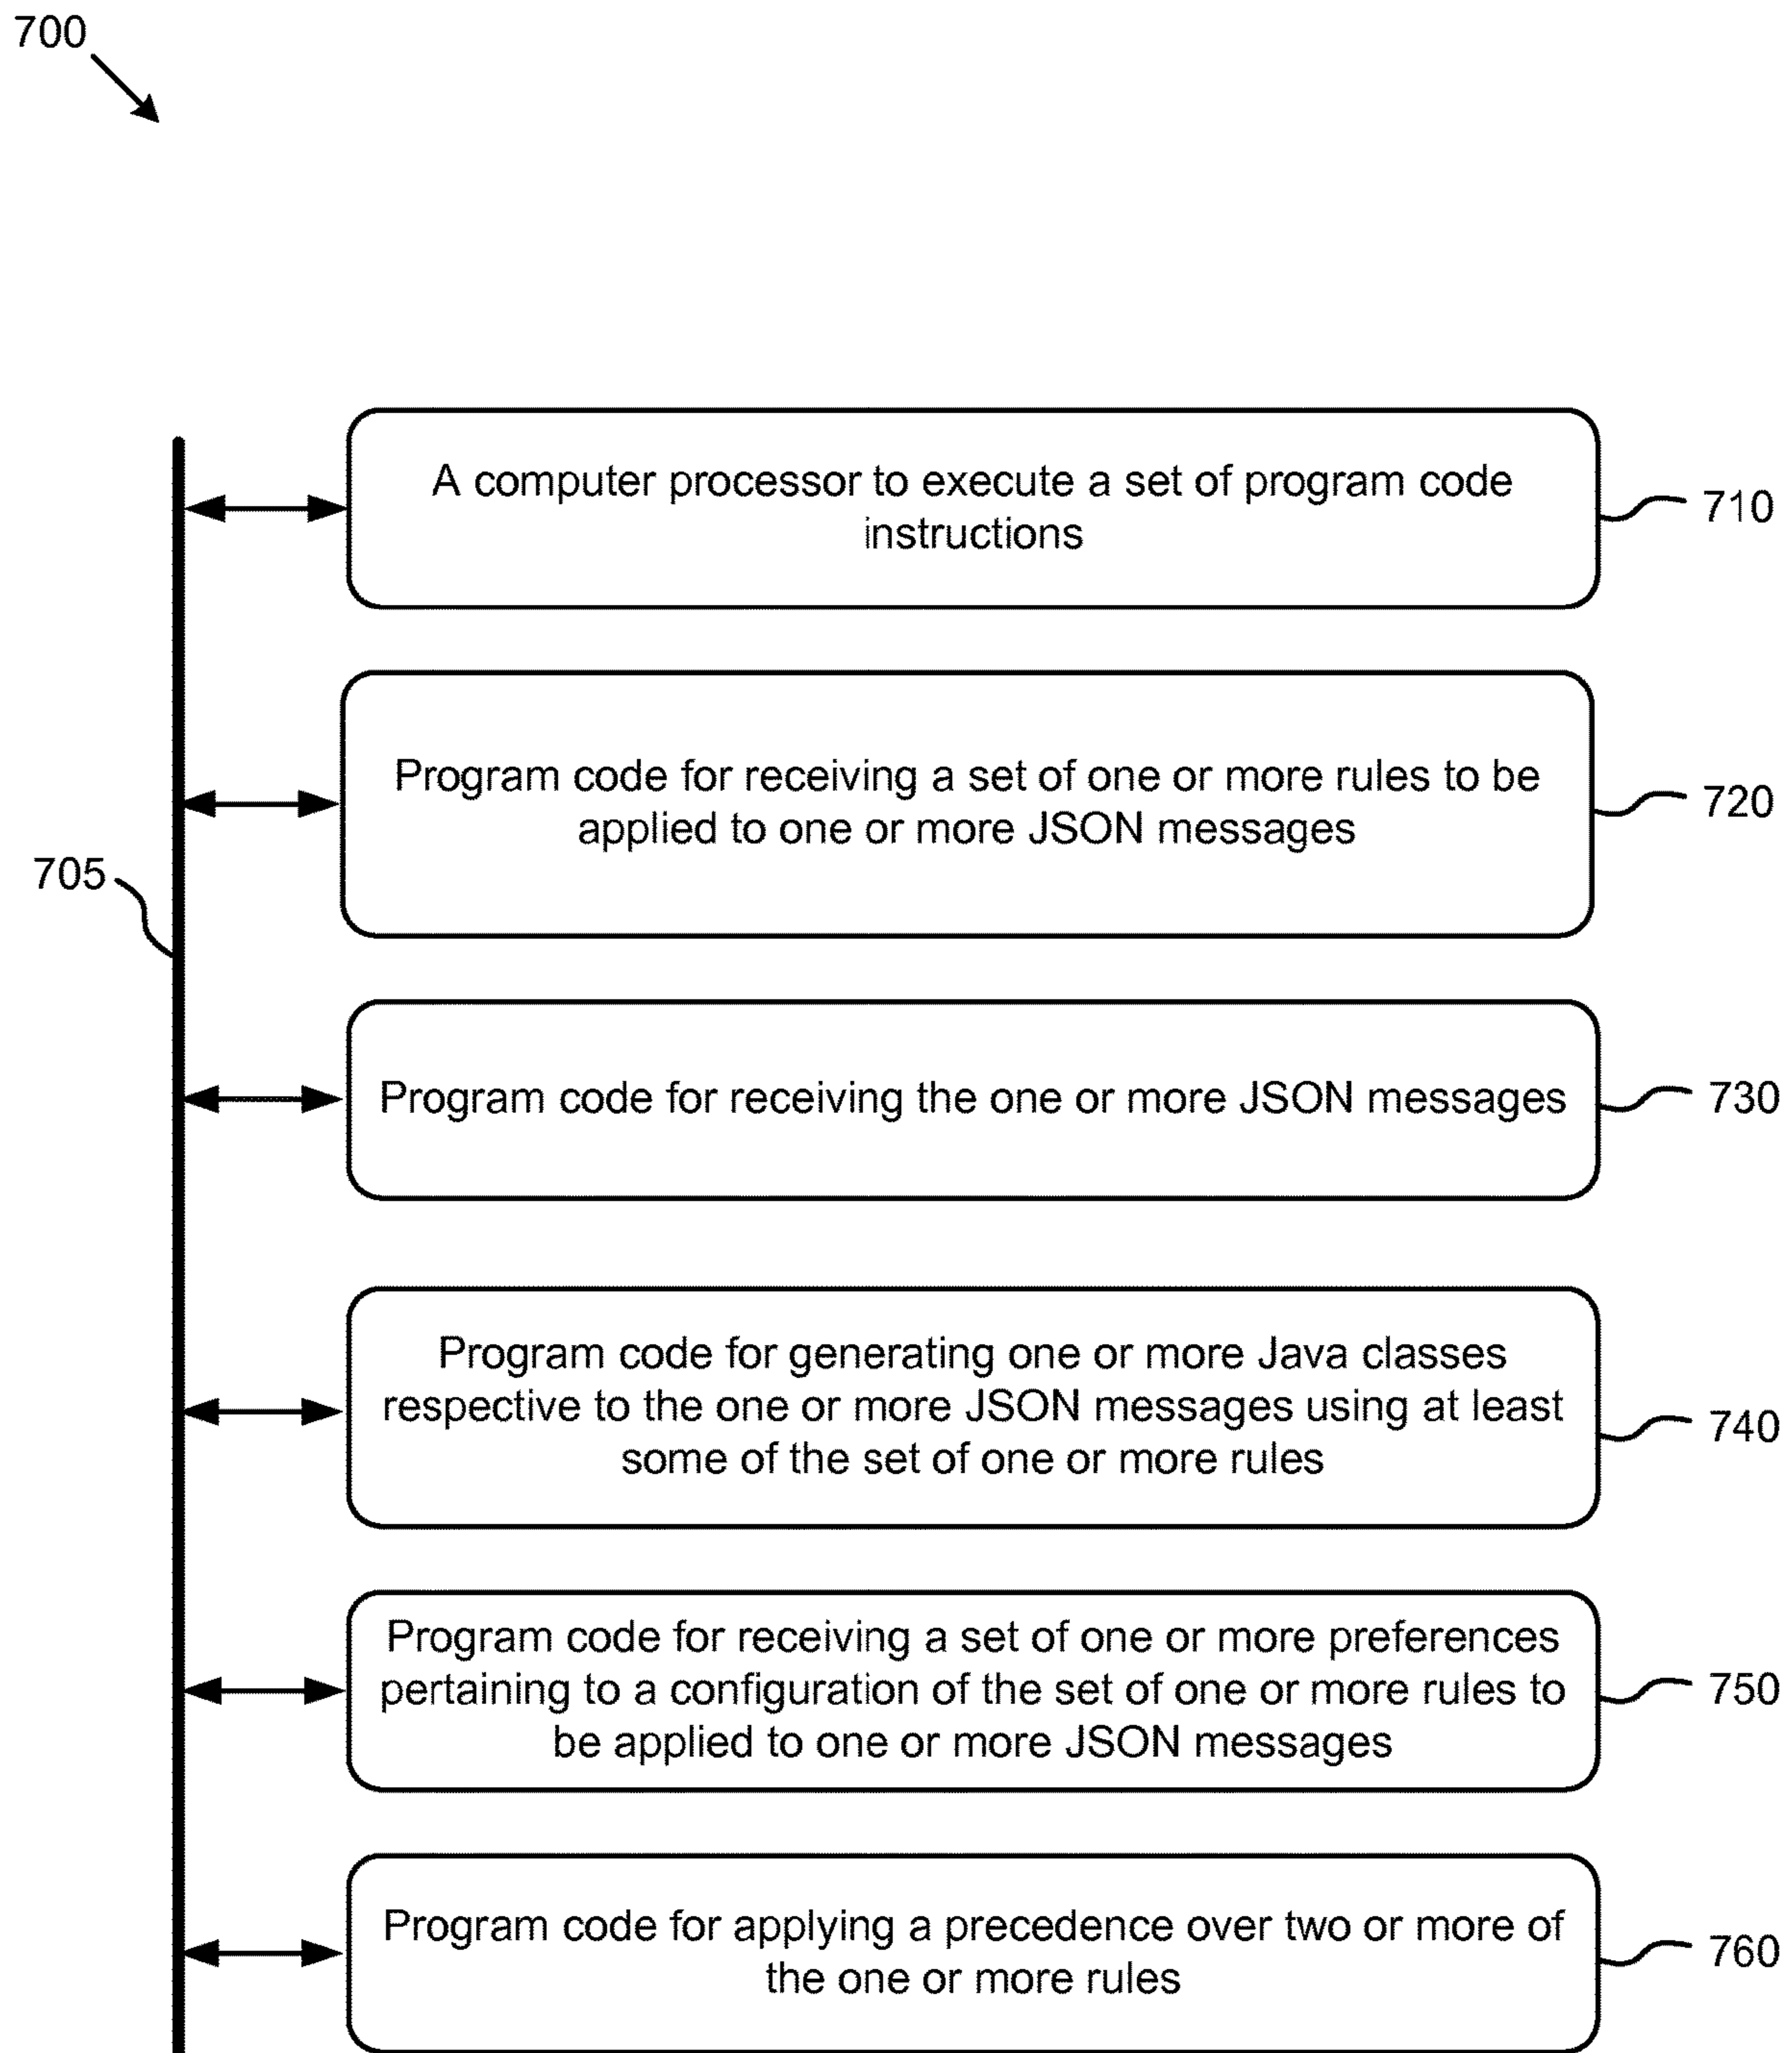 700
A computer processor to execute a set of program code
instructions
710
Program code for receiving a set of one or more rules to be
applied to one or more JSON messages
720
705
Program code for receiving the one or more JSON messages
730
Program code for generating one or more Java classes
respective to the one or more JSON messages using at least
some of the set of one or more rules
740
Program code for receiving a set of one or more preferences
pertaining to a configuration of the set of one or more rules to
be applied to one or more JSON messages
750
Program code for applying a precedence over two or more of
the one or more rules
760